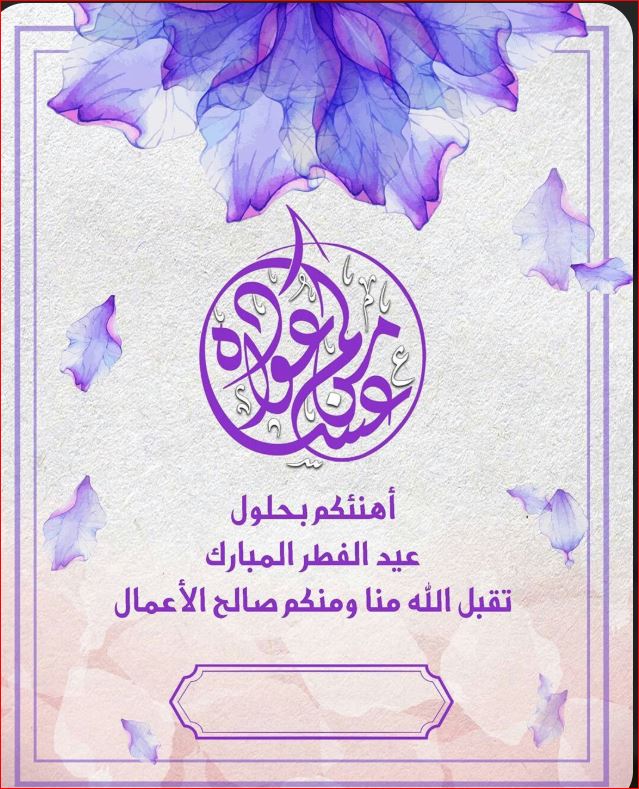 عساكم من عواده
أهنئكم بحلول
عيد الفطر المبارك
تقبل الله منا ومنكم صالح الأعمال